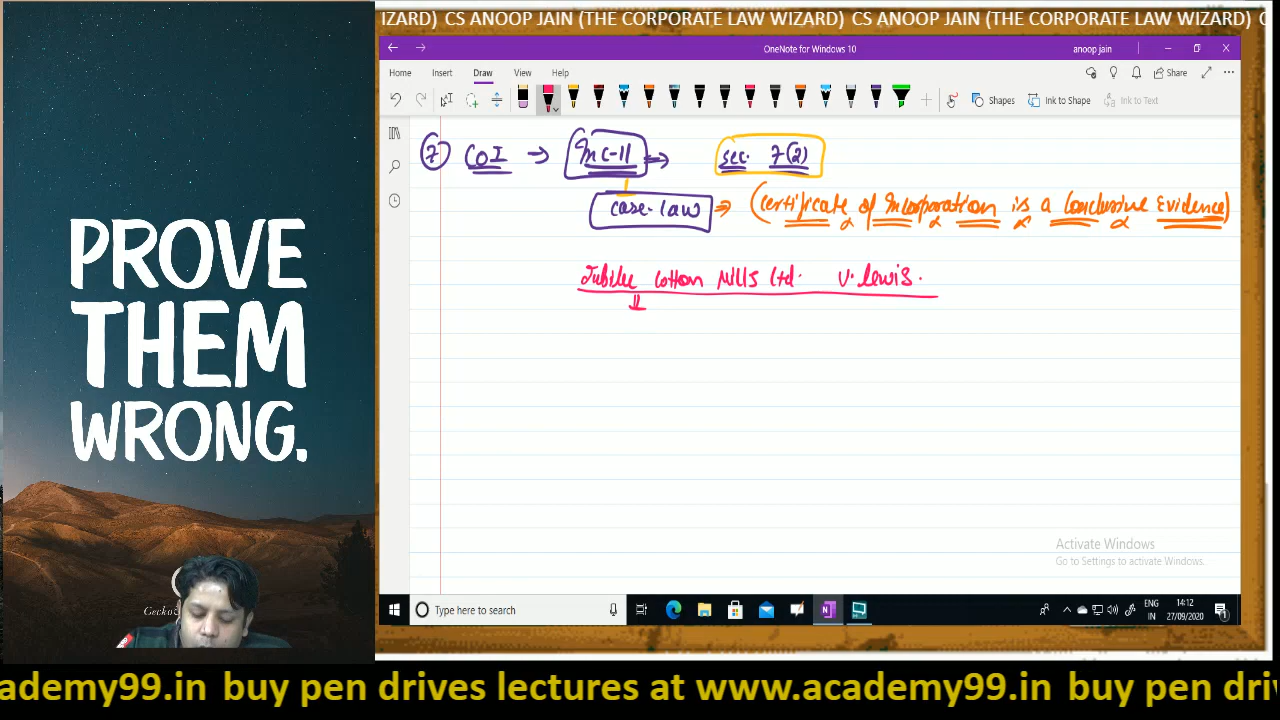 IZARD) CS ANOOP JAIN (THE CORPORATE LAW WIZARD) CS ANOOP JAIN (THE CORPORATE LAW WIZARD) C
OneNote for Windows 10
anoop jain
Home Insert Draw View Help
Share
Shapes Ink to Shape Ink to Text
7 COI → INC-11 ⇒ sec. 7(2)
case-law ⇒ (Certificate of Incorporation is a Conclusive Evidence)
Jubilee Cotton Mills Ltd. V. Lewis.
PROVE
THEM
WRONG.
Gecko
Activate Windows
Go to Settings to activate Windows.
Type here to search
ENG
IN
14:12
27/09/2020
1
ademy99.in buy pen drives lectures at www.academy99.in buy pen dri